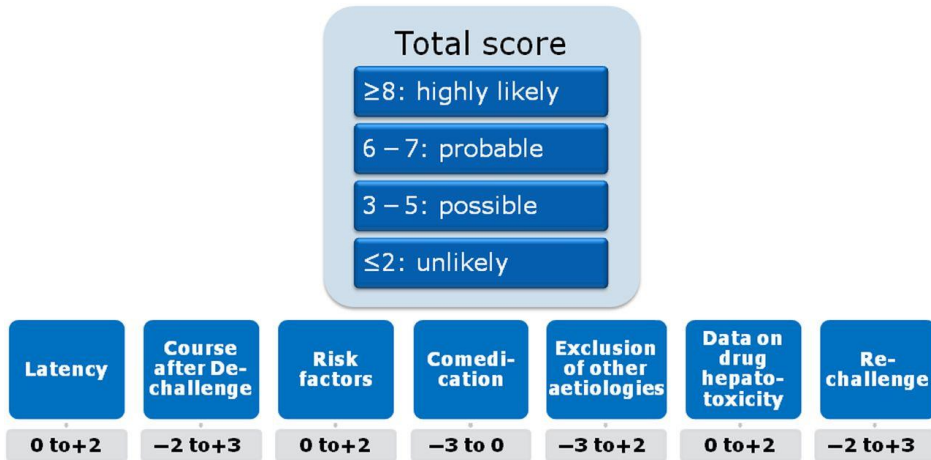 Total score
≥8: highly likely
6 – 7: probable
3 – 5: possible
≤2: unlikely
Latency
Course
after De-
challenge
Risk
factors
Comedi-
cation
Exclusion
of other
aetiologies
Data on
drug
hepato-
toxicity
Re-
challenge
0 to+2
−2 to+3
0 to+2
−3 to 0
−3 to+2
0 to+2
−2 to+3